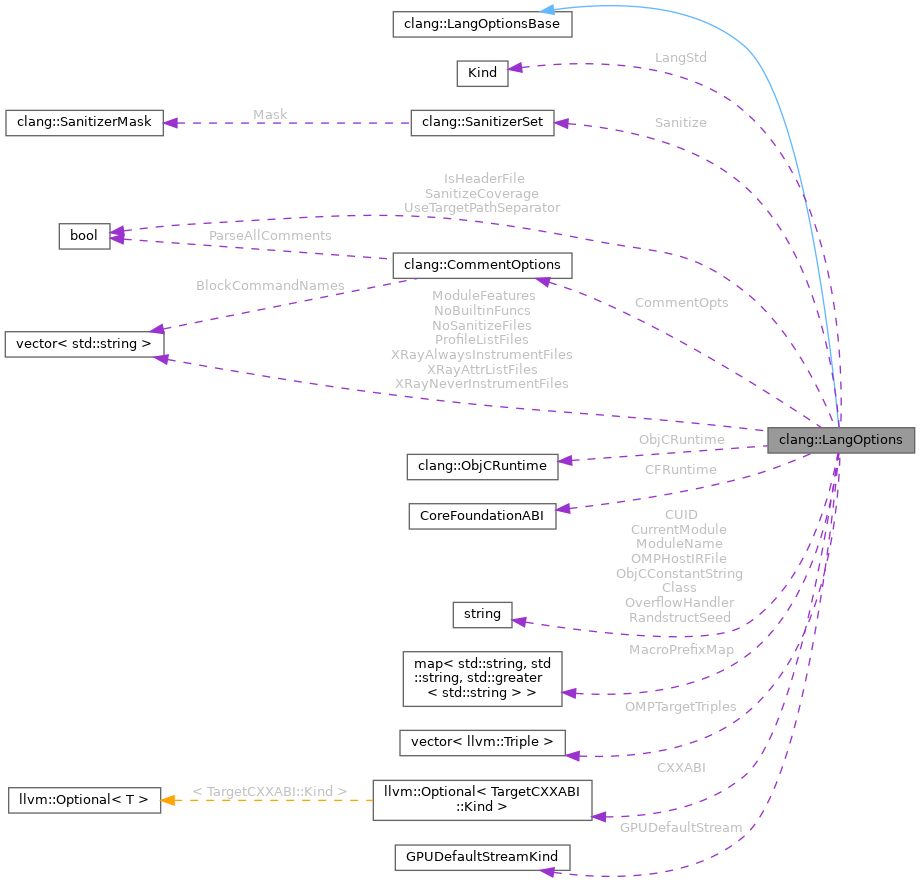 clang::LangOptionsBase
LangStd
Kind
clang::SanitizerMask
Mask
clang::SanitizerSet
Sanitize
IsHeaderFile
SanitizeCoverage
UseTargetPathSeparator
bool
ParseAllComments
clang::CommentOptions
BlockCommandNames
CommentOpts
ModuleFeatures
NoBuiltinFuncs
NoSanitizeFiles
ProfileListFiles
XRayAlwaysInstrumentFiles
XRayAttrListFiles
XRayNeverInstrumentFiles
vector< std::string >
clang::LangOptions
ObjCRuntime
clang::ObjCRuntime
CFRuntime
CoreFoundationABI
CUID
CurrentModule
ModuleName
OMPHostIRFile
ObjCConstantString
Class
OverflowHandler
RandstructSeed
string
MacroPrefixMap
map< std::string, std
::string, std::greater
< std::string > >
OMPTargetTriples
vector< llvm::Triple >
CXXABI
llvm::Optional< T >
< TargetCXXABI::Kind >
llvm::Optional< TargetCXXABI
::Kind >
GPUDefaultStream
GPUDefaultStreamKind